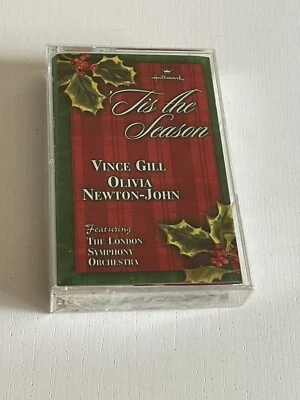 Hallmark
'Tis the
Season
VINCE GILL
OLIVIA
NEWTON-JOHN
Featuring
THE LONDON
SYMPHONY
ORCHESTRA